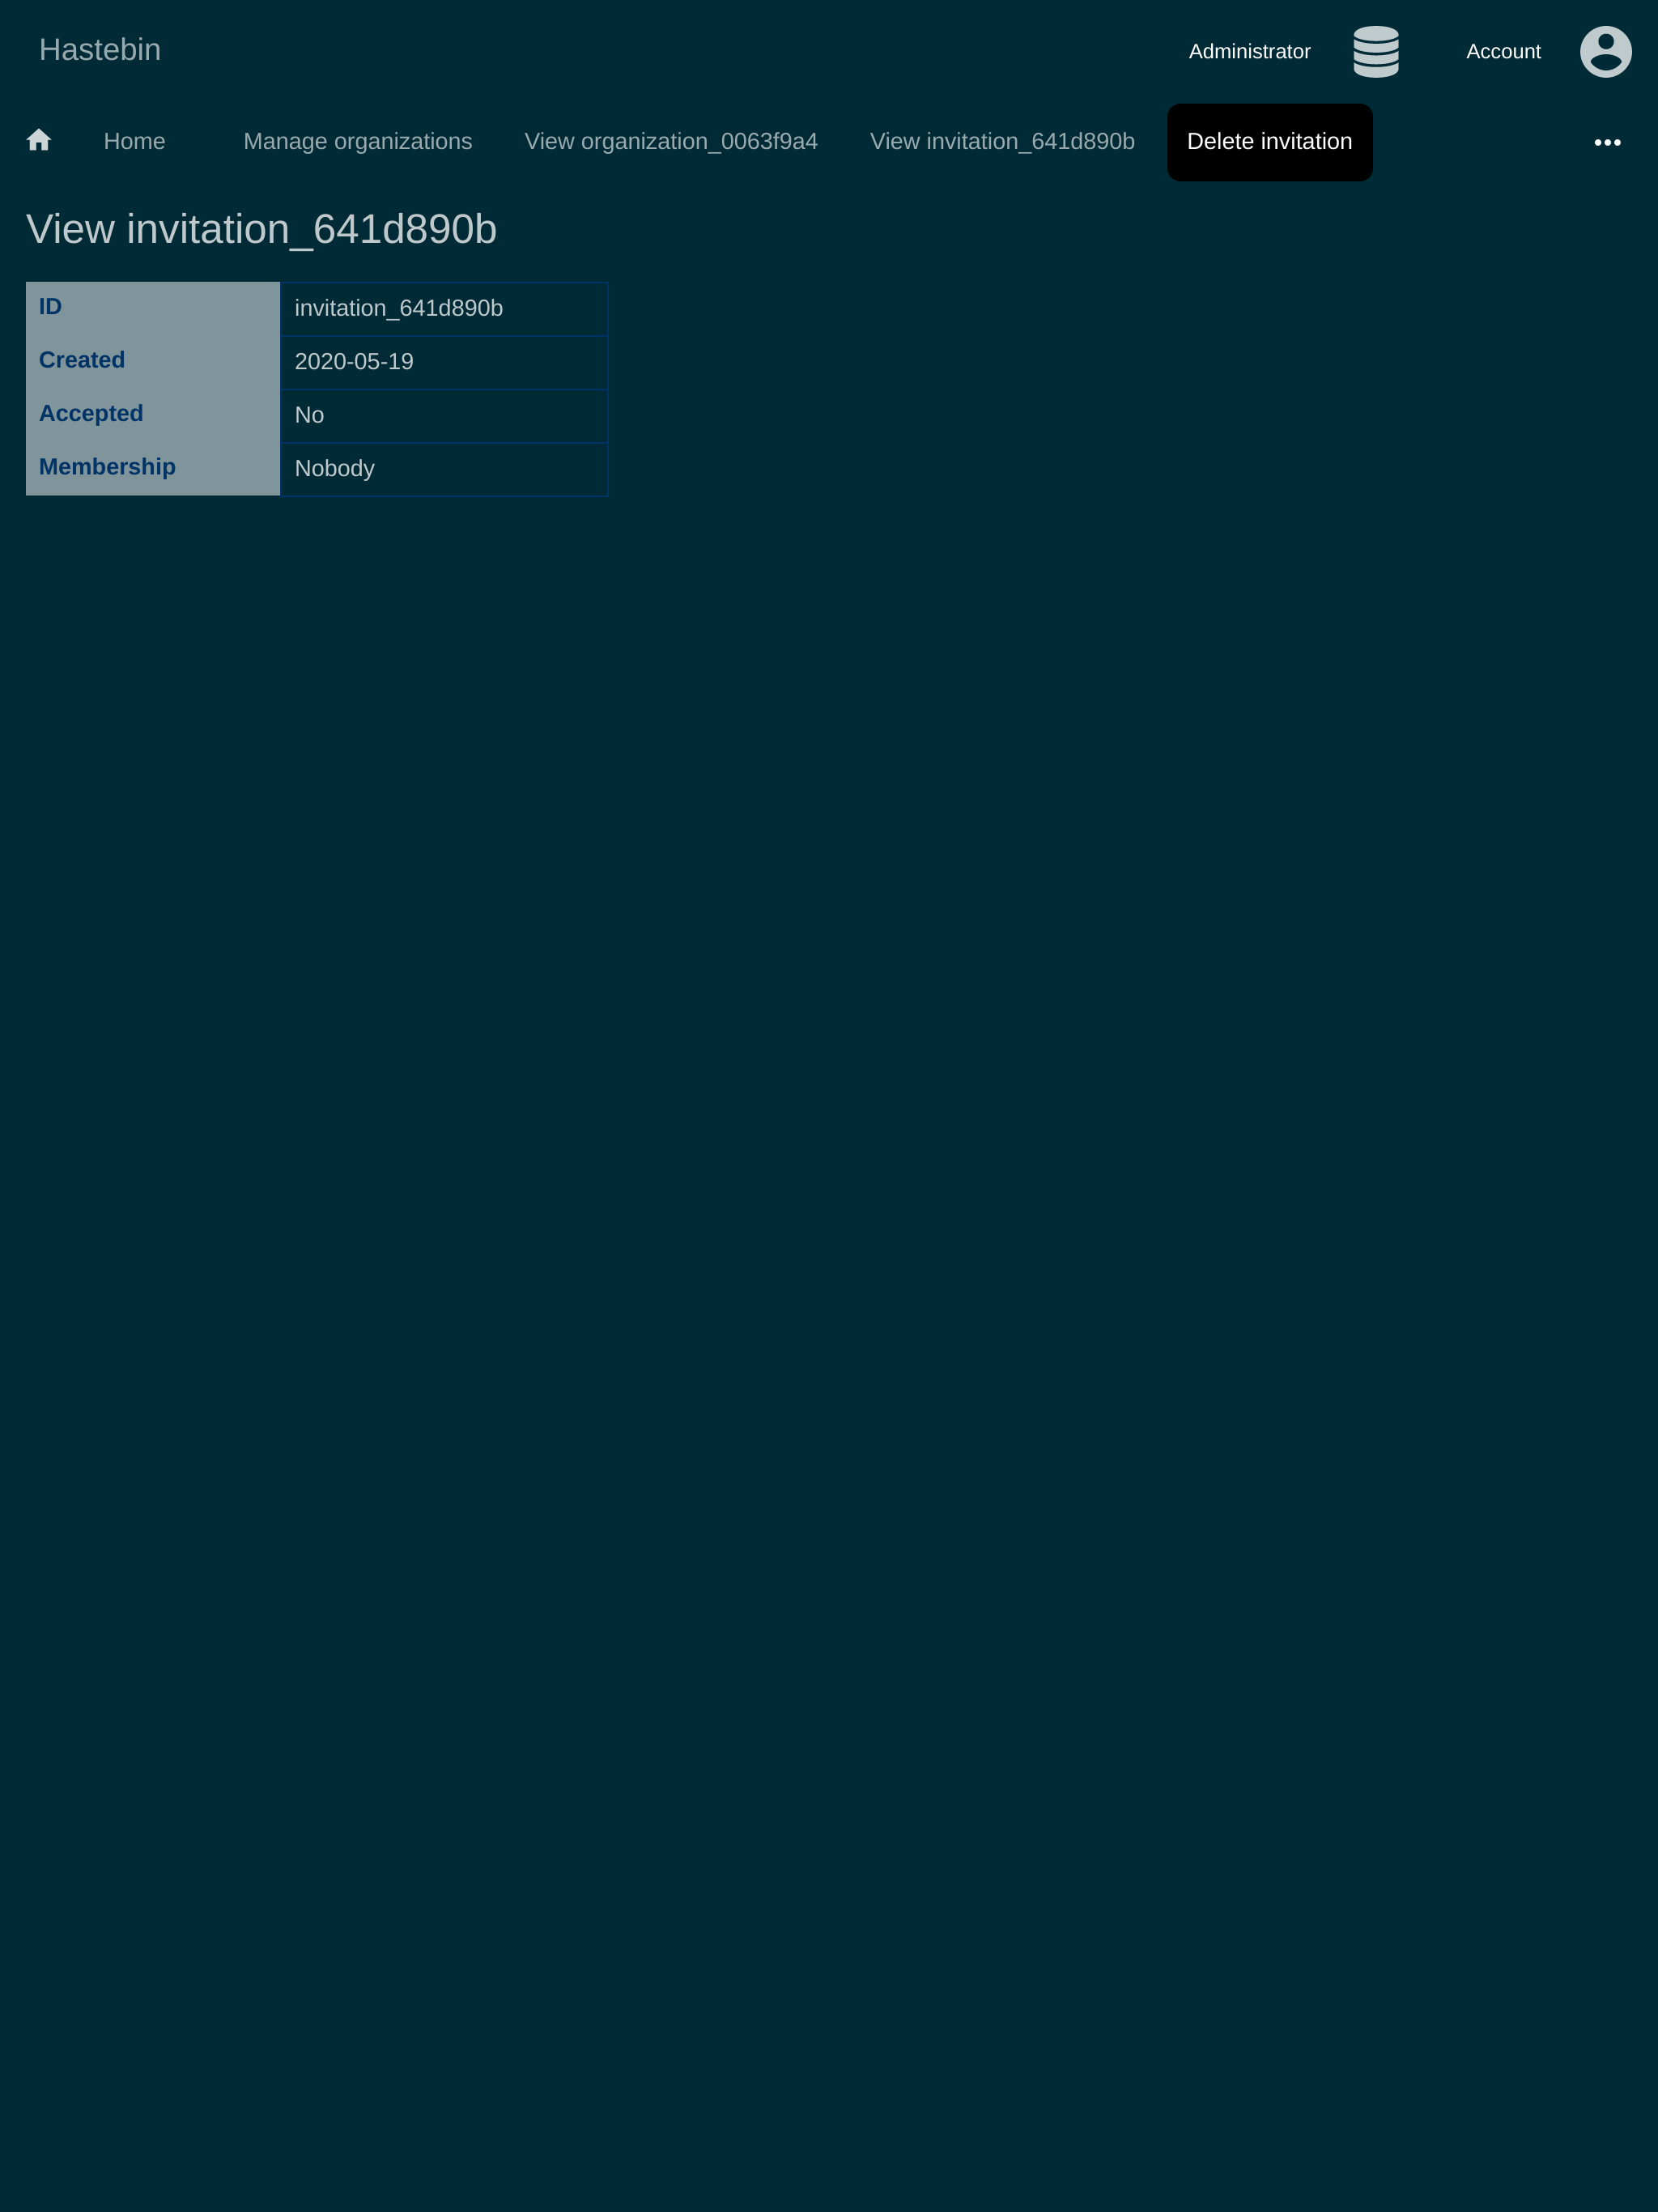 Hastebin
Administrator
Account
Home
Manage organizations
View organization_0063f9a4
View invitation_641d890b
Delete invitation
View invitation_641d890b
ID invitation_641d890b
Created 2020-05-19
Accepted No
Membership Nobody